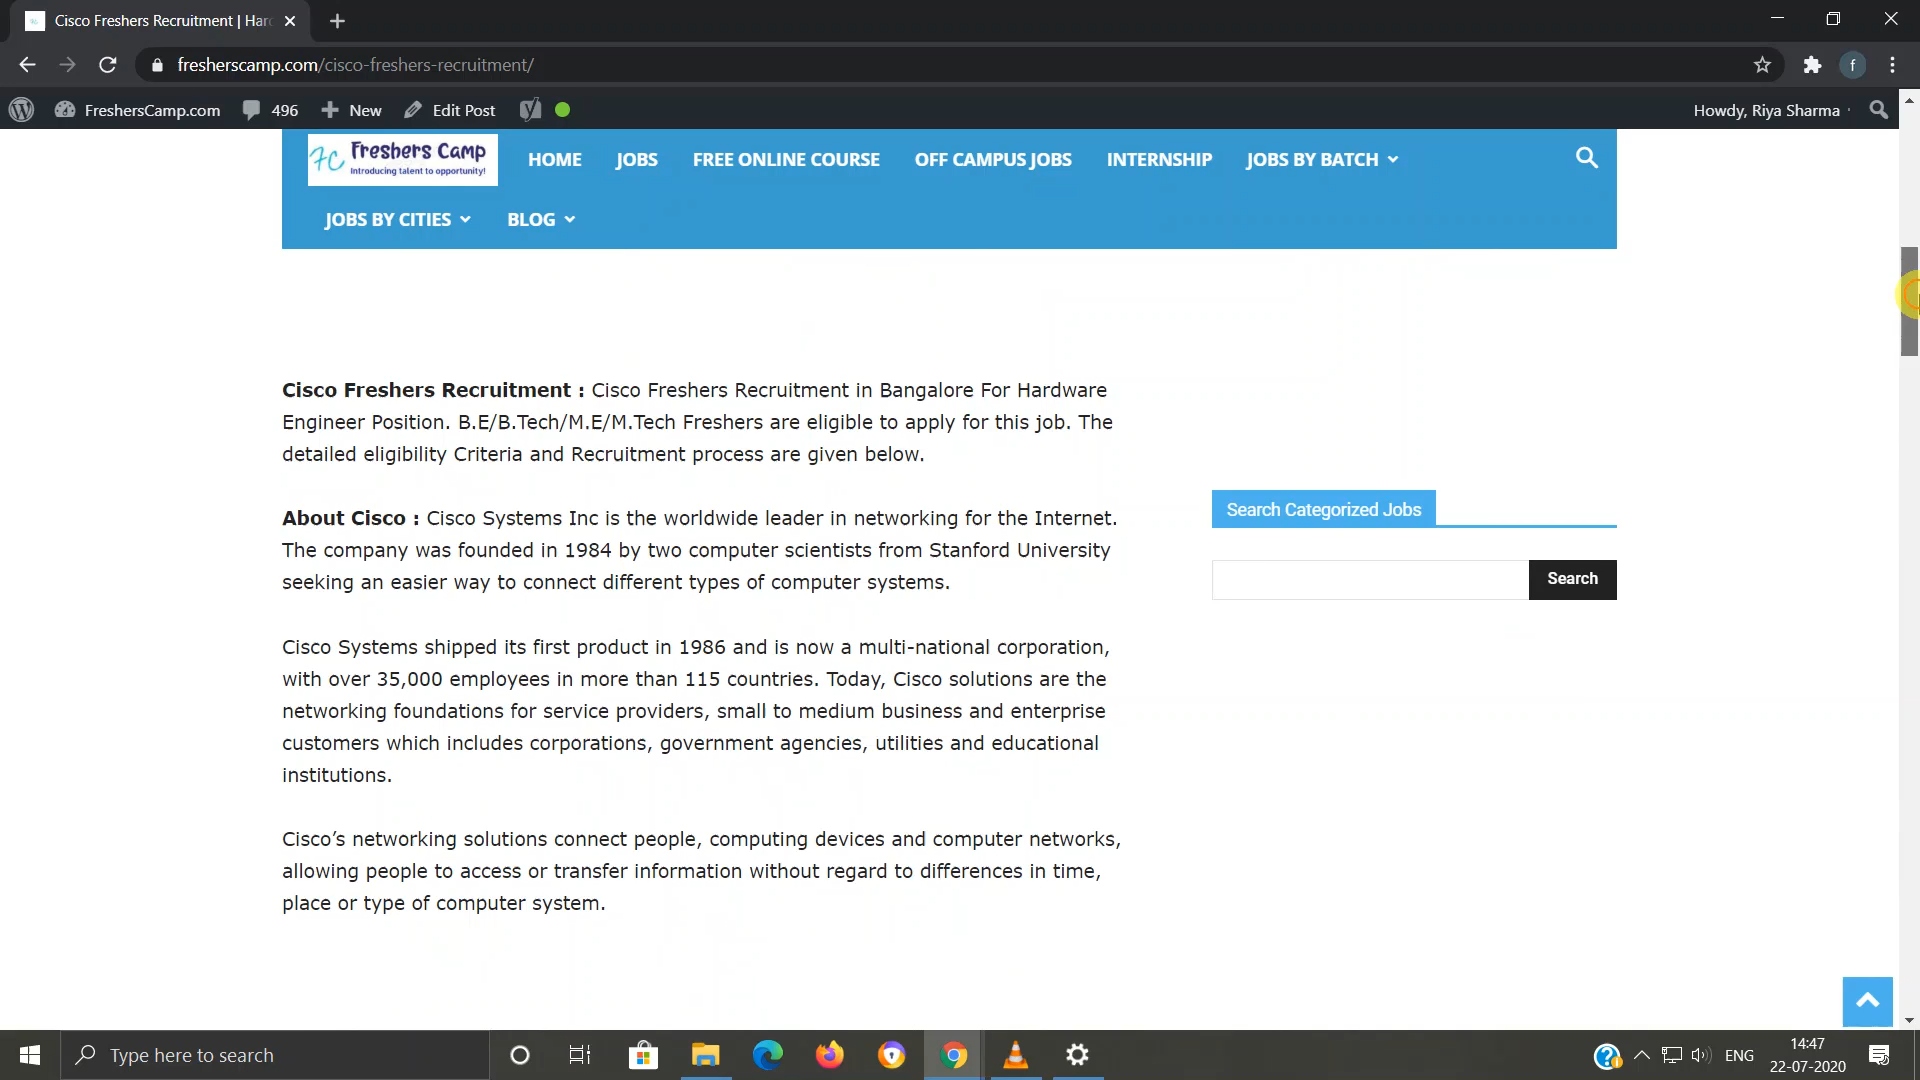 Cisco Freshers Recruitment | Har
fresherscamp.com/cisco-freshers-recruitment/
FreshersCamp.com 496 New Edit Post Howdy, Riya Sharma
FC Freshers Camp
Introducing talent to opportunity!
HOME JOBS FREE ONLINE COURSE OFF CAMPUS JOBS INTERNSHIP JOBS BY BATCH
JOBS BY CITIES BLOG
Cisco Freshers Recruitment : Cisco Freshers Recruitment in Bangalore For Hardware
Engineer Position. B.E/B.Tech/M.E/M.Tech Freshers are eligible to apply for this job. The
detailed eligibility Criteria and Recruitment process are given below.
About Cisco : Cisco Systems Inc is the worldwide leader in networking for the Internet.
The company was founded in 1984 by two computer scientists from Stanford University
seeking an easier way to connect different types of computer systems.
Cisco Systems shipped its first product in 1986 and is now a multi-national corporation,
with over 35,000 employees in more than 115 countries. Today, Cisco solutions are the
networking foundations for service providers, small to medium business and enterprise
customers which includes corporations, government agencies, utilities and educational
institutions.
Cisco’s networking solutions connect people, computing devices and computer networks,
allowing people to access or transfer information without regard to differences in time,
place or type of computer system.
Search Categorized Jobs
Search
Type here to search
ENG
14:47
22-07-2020